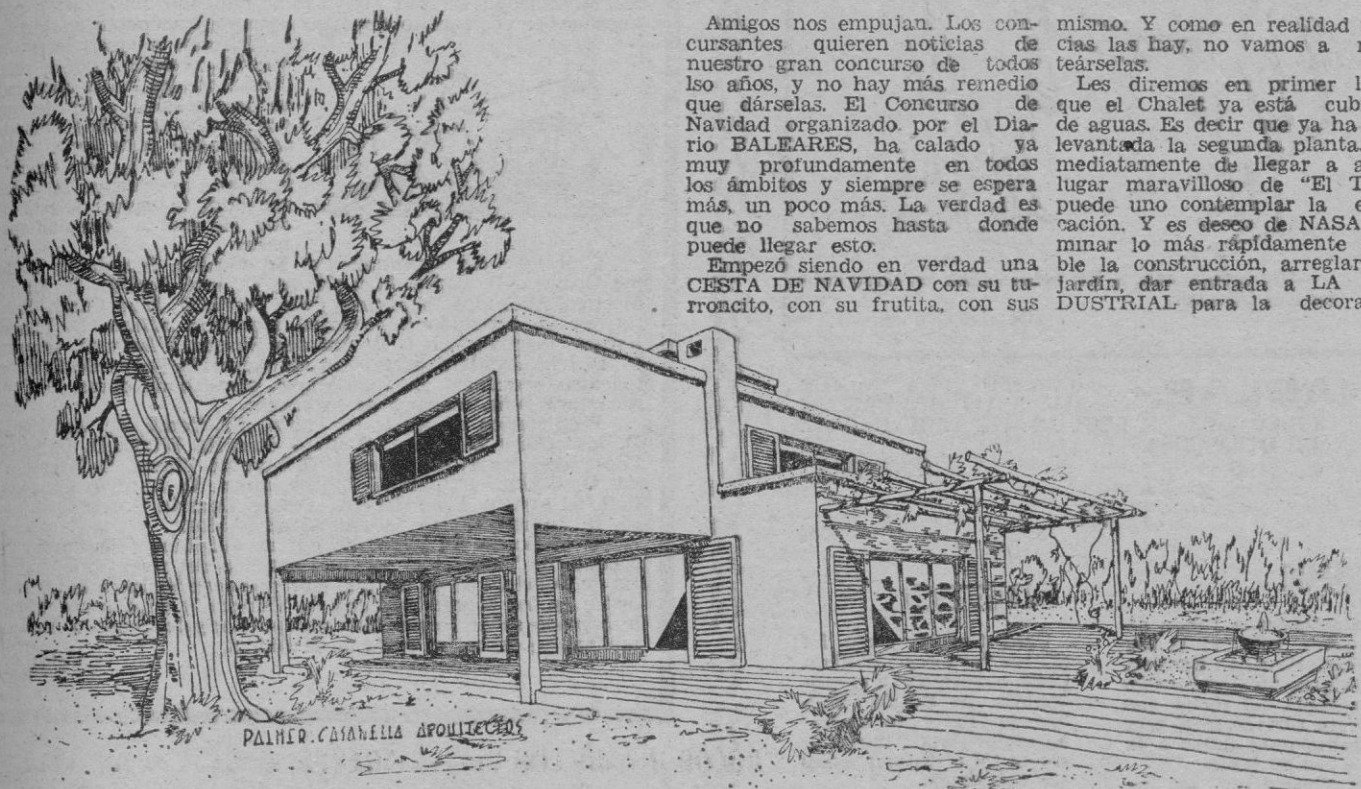 Amigos nos empujan. Los con-
cursantes quieren noticias de
nuestro gran concurso de todos
lso años, y no hay más remedio
que dárselas. El Concurso de
Navidad organizado por el Dia-
rio BALEARES, ha calado ya
muy profundamente en todos
los ámbitos y siempre se espera
más, un poco más. La verdad es
que no sabemos hasta donde
puede llegar esto.
Empezó siendo en verdad una
CESTA DE NAVIDAD con su tu-
rroncito, con su frutita, con sus
mismo. Y como en realidad
cias las hay, no vamos a
teárselas.
Les diremos en primer
que el Chalet ya está cub
de aguas. Es decir que ya ha
levantada la segunda planta.
mediatamente de llegar a a
lugar maravilloso de "El T
puede uno contemplar la e
cación. Y es deseo de NASA
minar lo más rápidamente
ble la construcción, arreglar
jardín, dar entrada a LA
DUSTRIAL para la decora
PALMER. CASANELLA ARQUITECTOS